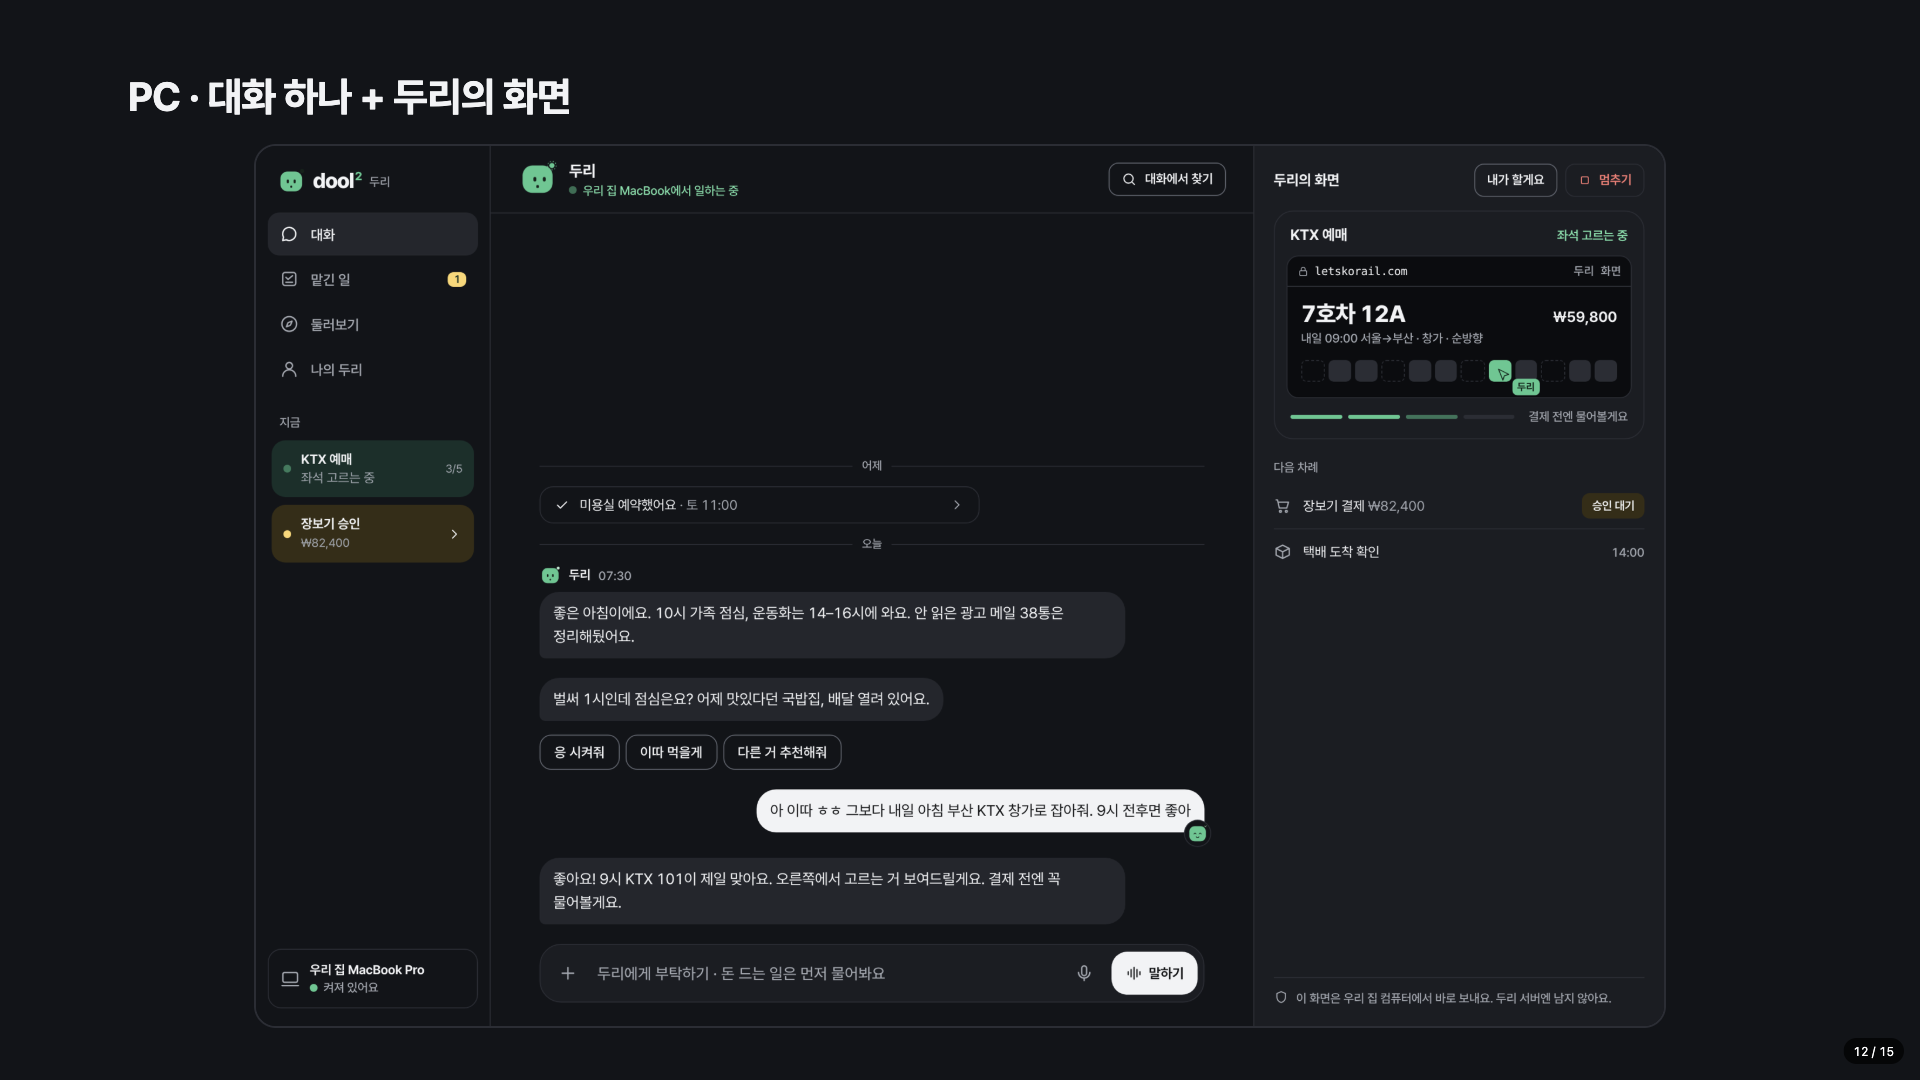 PC · 대화 하나 + 두리의 화면
dool² 두리
대화
맡긴 일
1
둘러보기
나의 두리
지금
KTX 예매
좌석 고르는 중
3/5
장보기 승인
₩82,400
우리 집 MacBook Pro
켜져 있어요
두리
우리 집 MacBook에서 일하는 중
대화에서 찾기
어제
미용실 예약했어요 · 토 11:00
오늘
두리 07:30
좋은 아침이에요. 10시 가족 점심, 운동화는 14–16시에 와요. 안 읽은 광고 메일 38통은
정리해뒀어요.
벌써 1시인데 점심은요? 어제 맛있다던 국밥집, 배달 열려 있어요.
응 시켜줘
이따 먹을게
다른 거 추천해줘
아 이따 ㅎㅎ 그보다 내일 아침 부산 KTX 창가로 잡아줘. 9시 전후면 좋아
좋아요! 9시 KTX 101이 제일 맞아요. 오른쪽에서 고르는 거 보여드릴게요. 결제 전엔 꼭
물어볼게요.
두리에게 부탁하기 · 돈 드는 일은 먼저 물어봐요
말하기
두리의 화면
내가 할게요
멈추기
KTX 예매
좌석 고르는 중
letskorail.com
두리 화면
7호차 12A
₩59,800
내일 09:00 서울→부산 · 창가 · 순방향
두리
결제 전엔 물어볼게요
다음 차례
장보기 결제 ₩82,400
승인 대기
택배 도착 확인
14:00
이 화면은 우리 집 컴퓨터에서 바로 보내요. 두리 서버엔 남지 않아요.
12 / 15